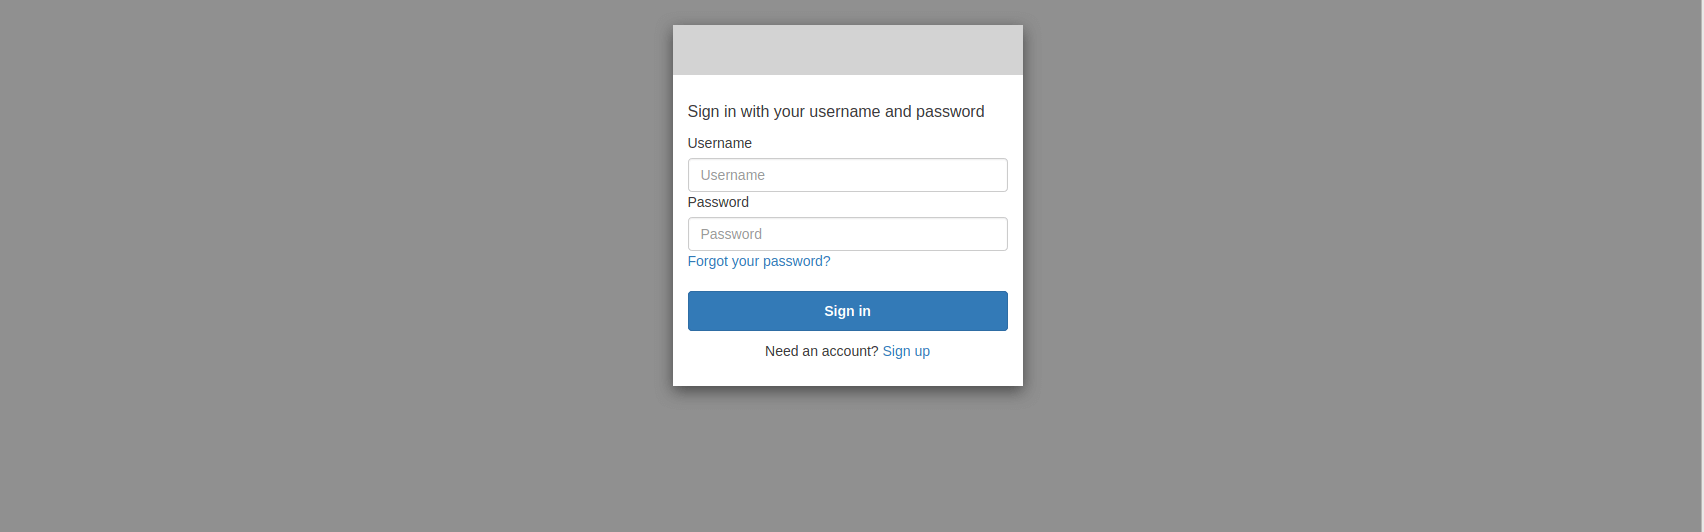 Sign in with your username and password
Username
Username
Password
Password
Forgot your password?
Sign in
Need an account? Sign up